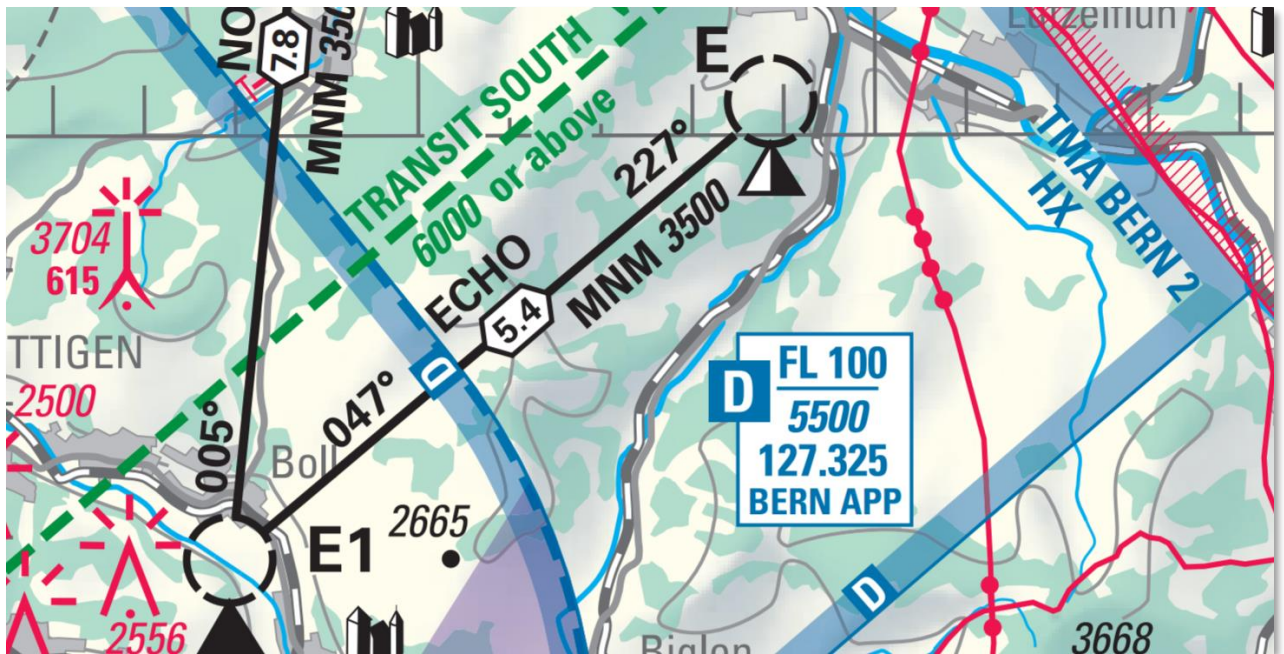 NO
7.8
MNM 350
TRANSIT SOUTH
6000 or above
E
227°
Lützelflüh
TMA BERN 2
HX
3704
615
ECHO
5.4
MNM 3500
D
TTIGEN
2500
005°
047°
Boll
D
FL 100
5500
127.325
BERN APP
E1
2665
D
2556
3668